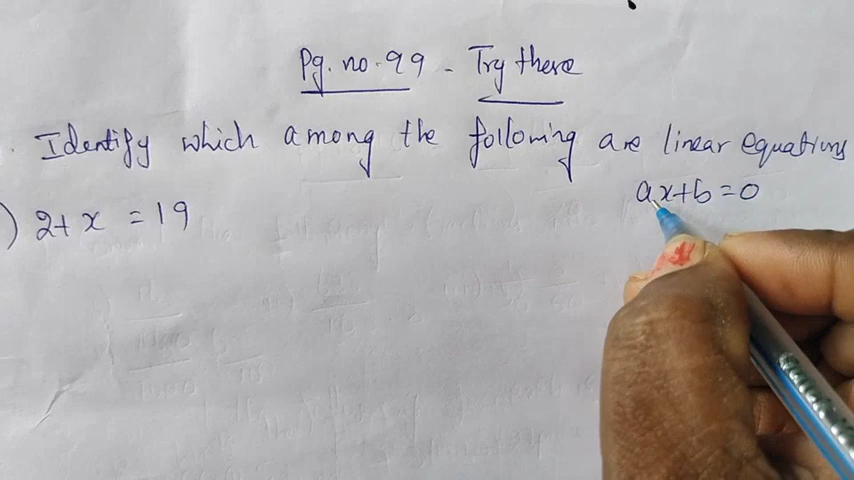 Pg. no. 99 - Try these
. Identify which among the following are linear equations
ax+b=0
) 2+x = 19